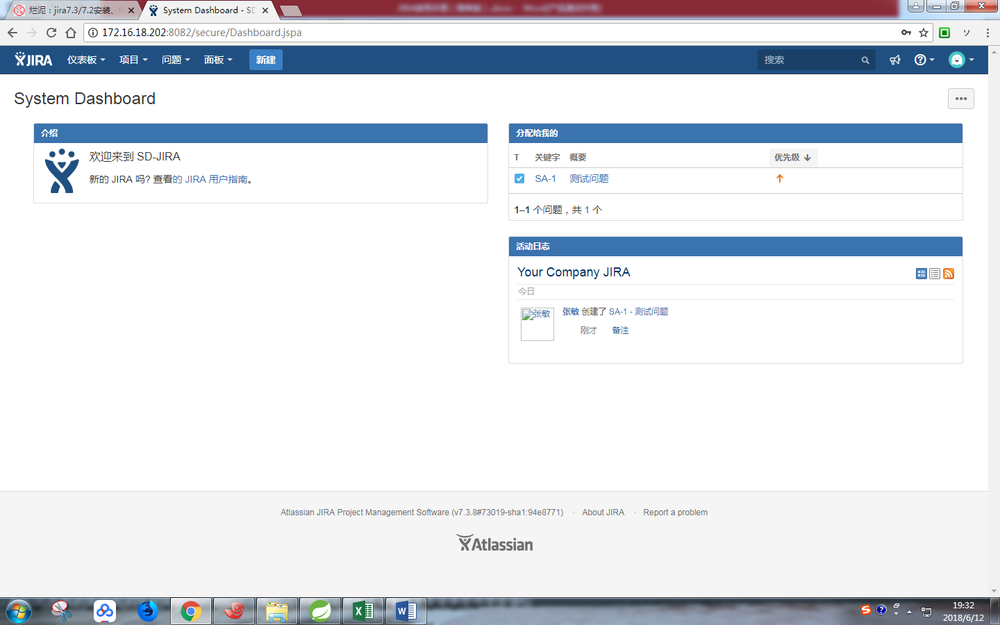 烂泥：jira7.3/7.2安装、
System Dashboard - SD
172.16.18.202:8082/secure/Dashboard.jspa
JIRA
仪表板
项目
问题
面板
新建
搜索
System Dashboard
介绍
欢迎来到 SD-JIRA
新的 JIRA 吗? 查看的 JIRA 用户指南。
分配给我的
T 关键字 概要 优先级
SA-1 测试问题
1–1 个问题，共 1 个
活动日志
Your Company JIRA
今日
张敏
张敏 创建了 SA-1 - 测试问题
刚才 备注
Atlassian JIRA Project Management Software (v7.3.8#73019-sha1:94e8771) · About JIRA · Report a problem
Atlassian
19:32
2018/6/12